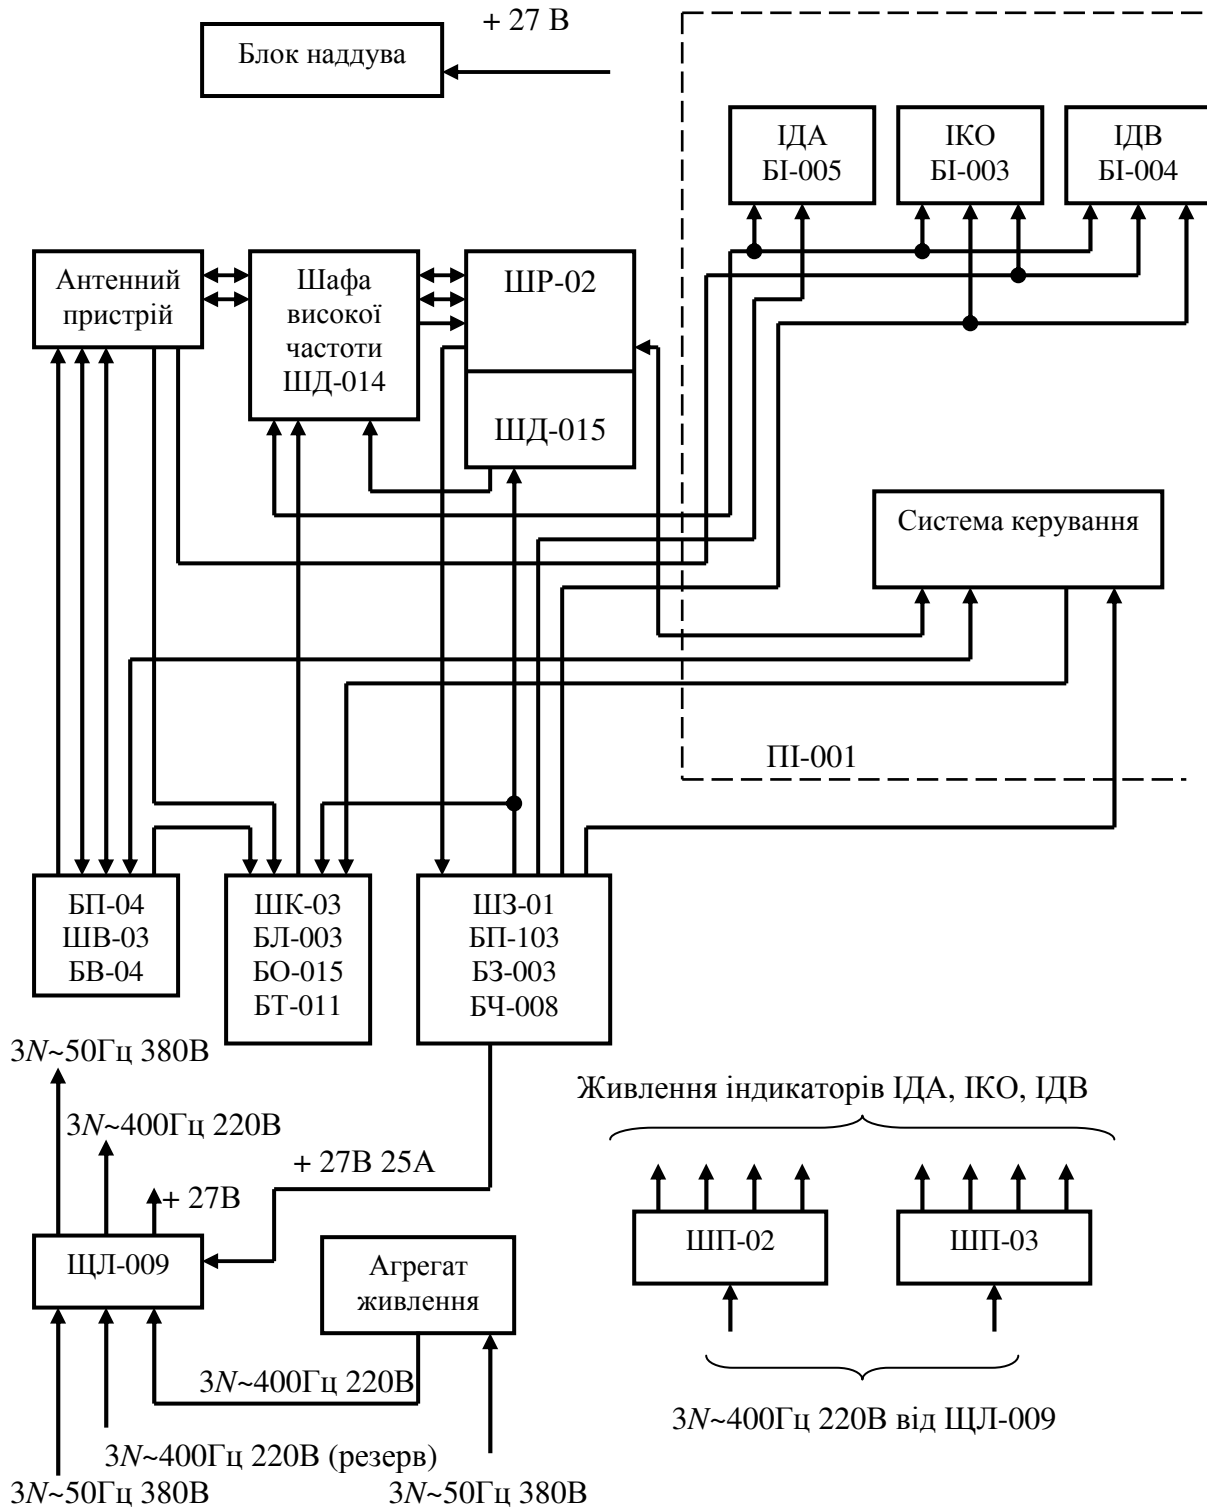 + 27 В
Блок наддува
ІДА
БІ-005
ІКО
БІ-003
ІДВ
БІ-004
Антенний
пристрій
Шафа
високої
частоти
ШД-014
ШР-02
ШД-015
Система керування
ПІ-001
БП-04
ШВ-03
БВ-04
ШК-03
БЛ-003
БО-015
БТ-011
ШЗ-01
БП-103
БЗ-003
БЧ-008
3N~50Гц 380В
3N~400Гц 220В
+ 27В
+ 27В 25А
Живлення індикаторів ІДА, ІКО, ІДВ
ЩЛ-009
Агрегат
живлення
ШП-02
ШП-03
3N~400Гц 220В
3N~400Гц 220В від ЩЛ-009
3N~400Гц 220В (резерв)
3N~50Гц 380В
3N~50Гц 380В